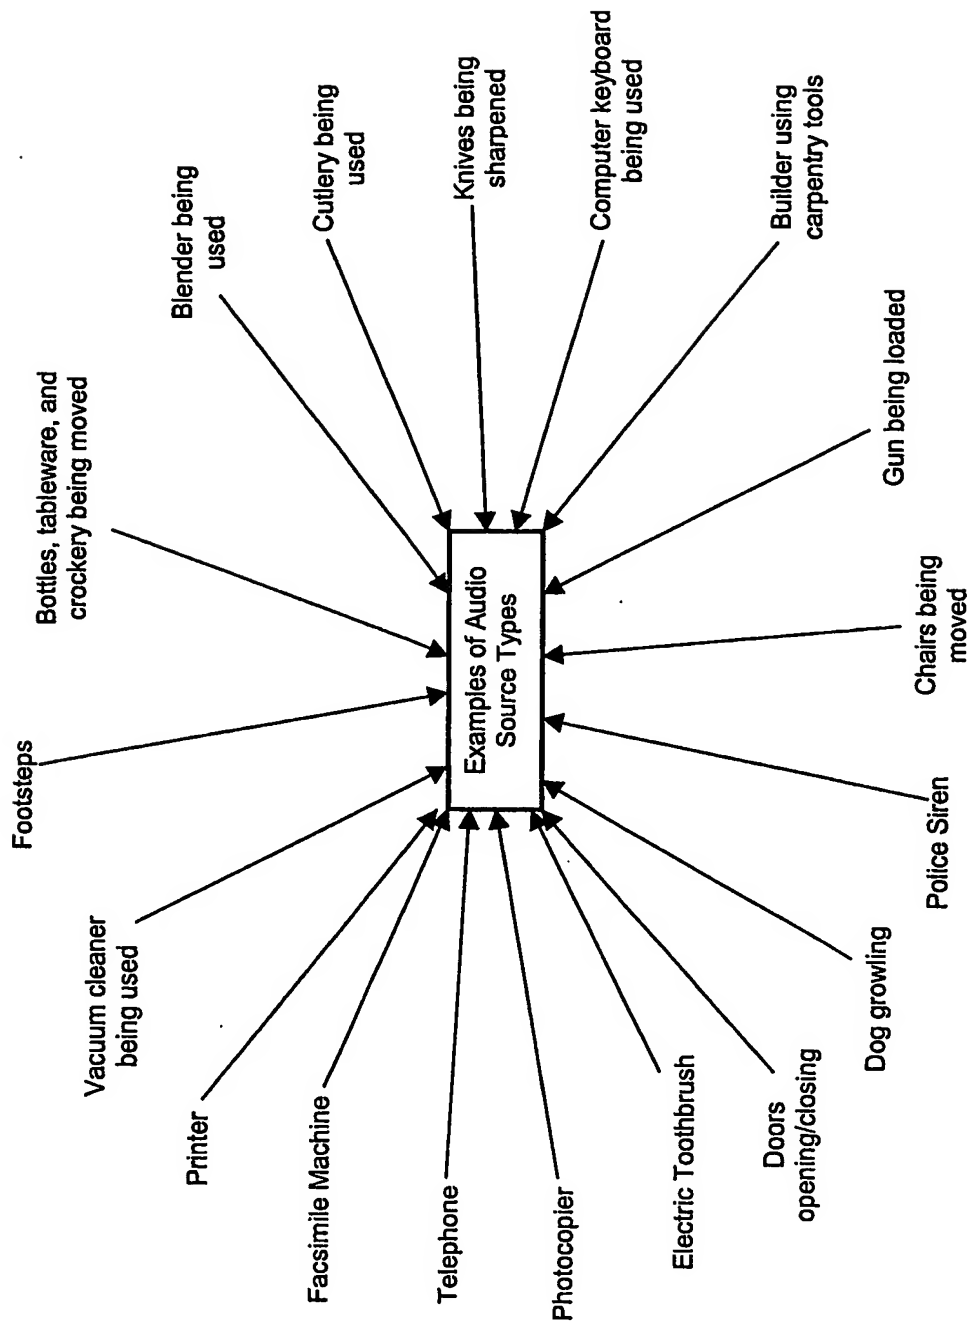 Footsteps
Bottles, tableware, and
crockery being moved
Blender being
used
Cutlery being
used
Knives being
sharpened
Computer keyboard
being used
Builder using
carpentry tools
Gun being loaded
Chairs being
moved
Police Siren
Dog growling
Doors
opening/closing
Electric Toothbrush
Photocopier
Telephone
Facsimile Machine
Printer
Vacuum cleaner
being used
Examples of Audio
Source Types